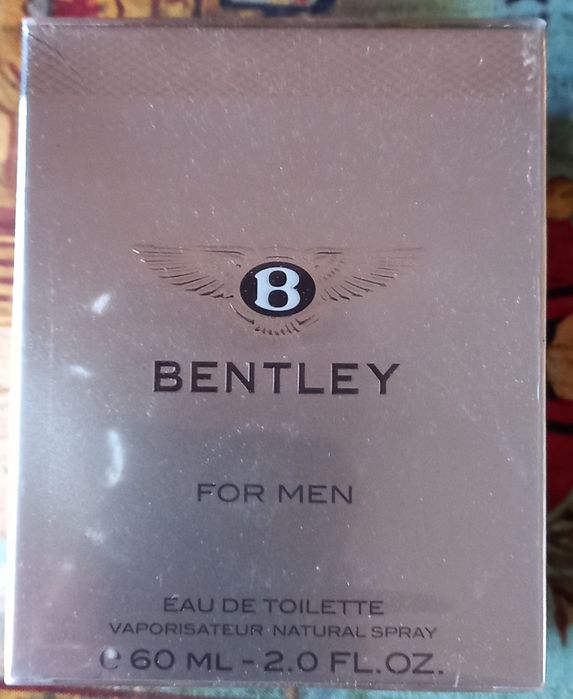 B
BENTLEY
FOR MEN
EAU DE TOILETTE
VAPORISATEUR NATURAL SPRAY
℮ 60 ML - 2.0 FL.OZ.